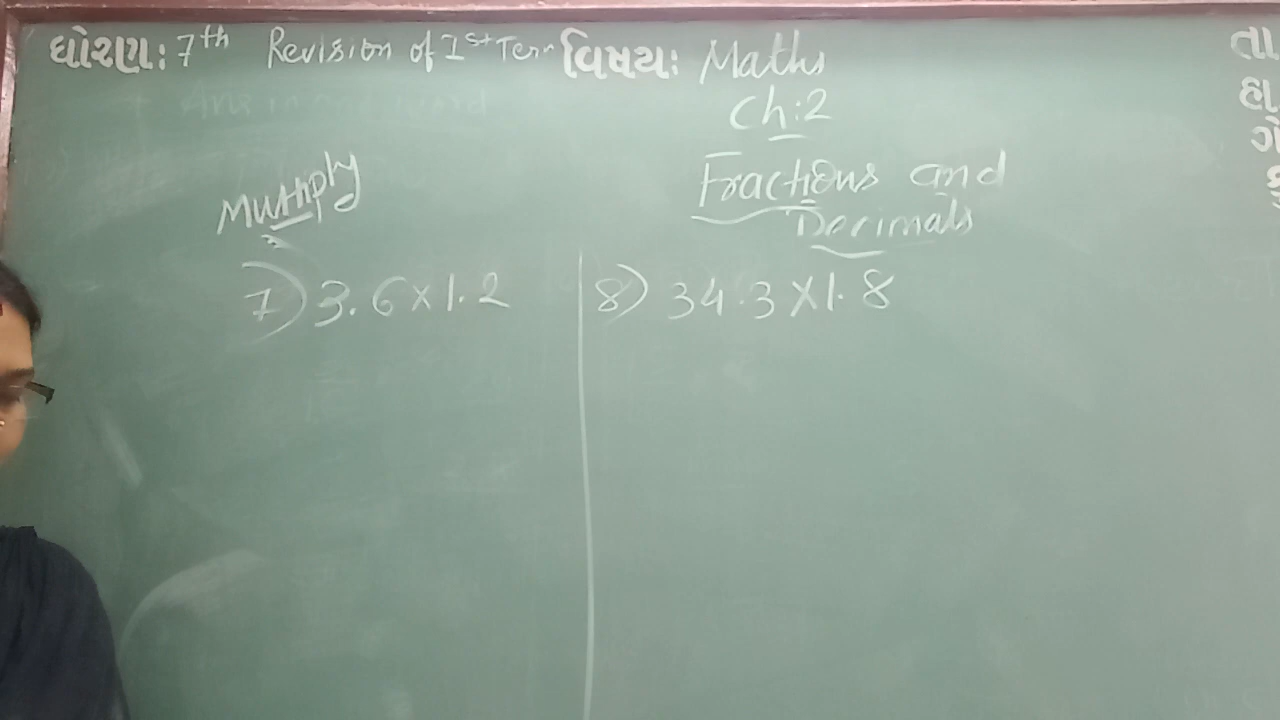 ધોરણ: 7th Revision of 1st Term વિષય: Maths
Ch:2
Fractions and
Decimals
Multiply
7) 3.6 X 1.2
8) 34.3 X 1.8
તા
હા
ગે